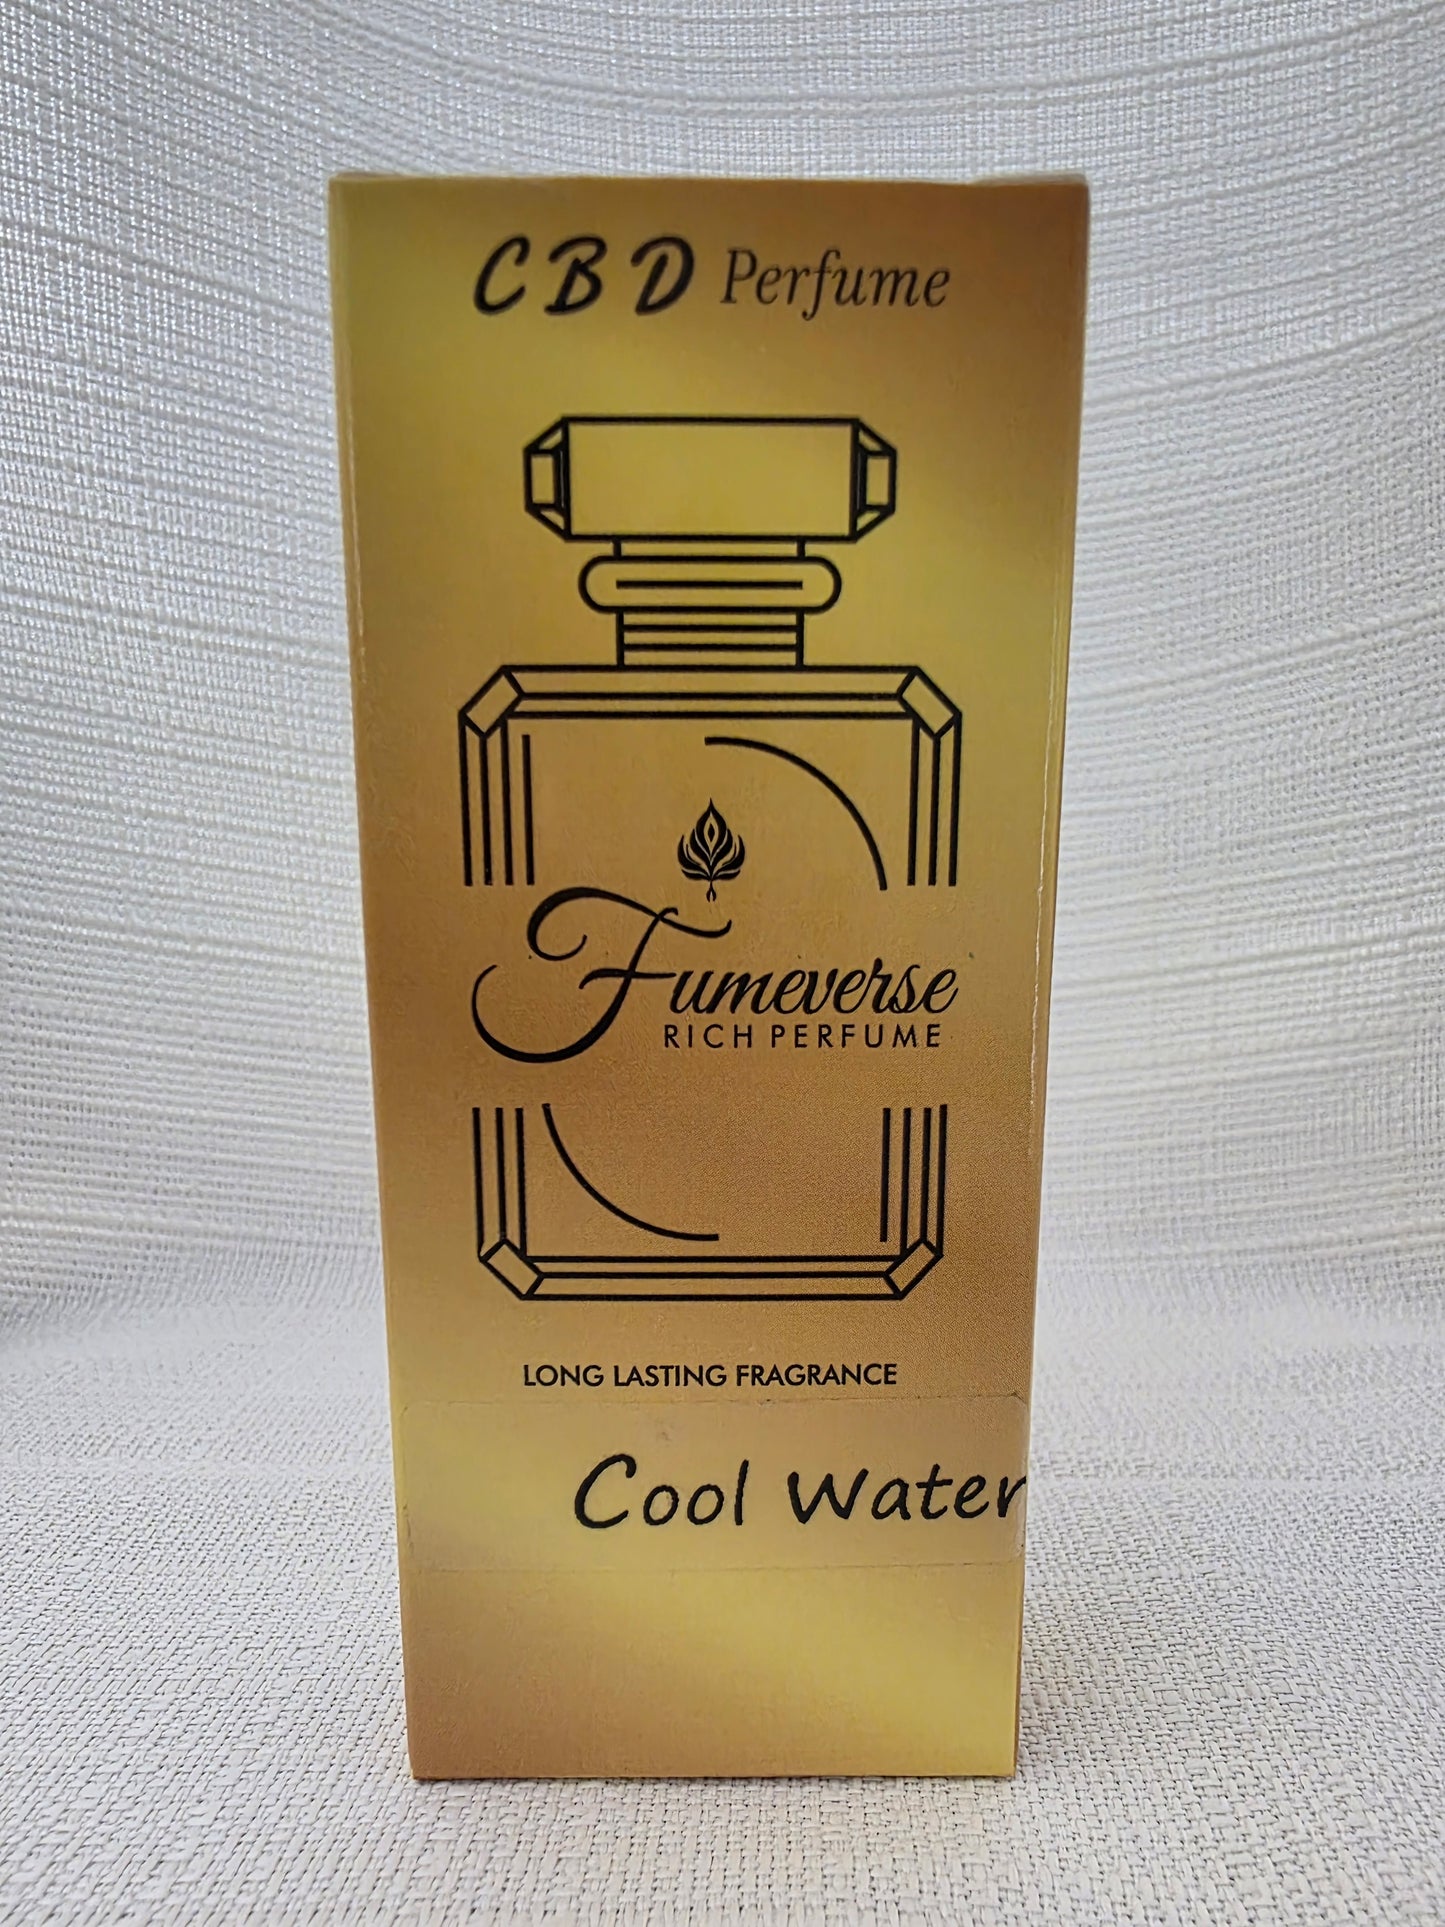 CBD Perfume
Fumeverse
RICH PERFUME
LONG LASTING FRAGRANCE
Cool Water